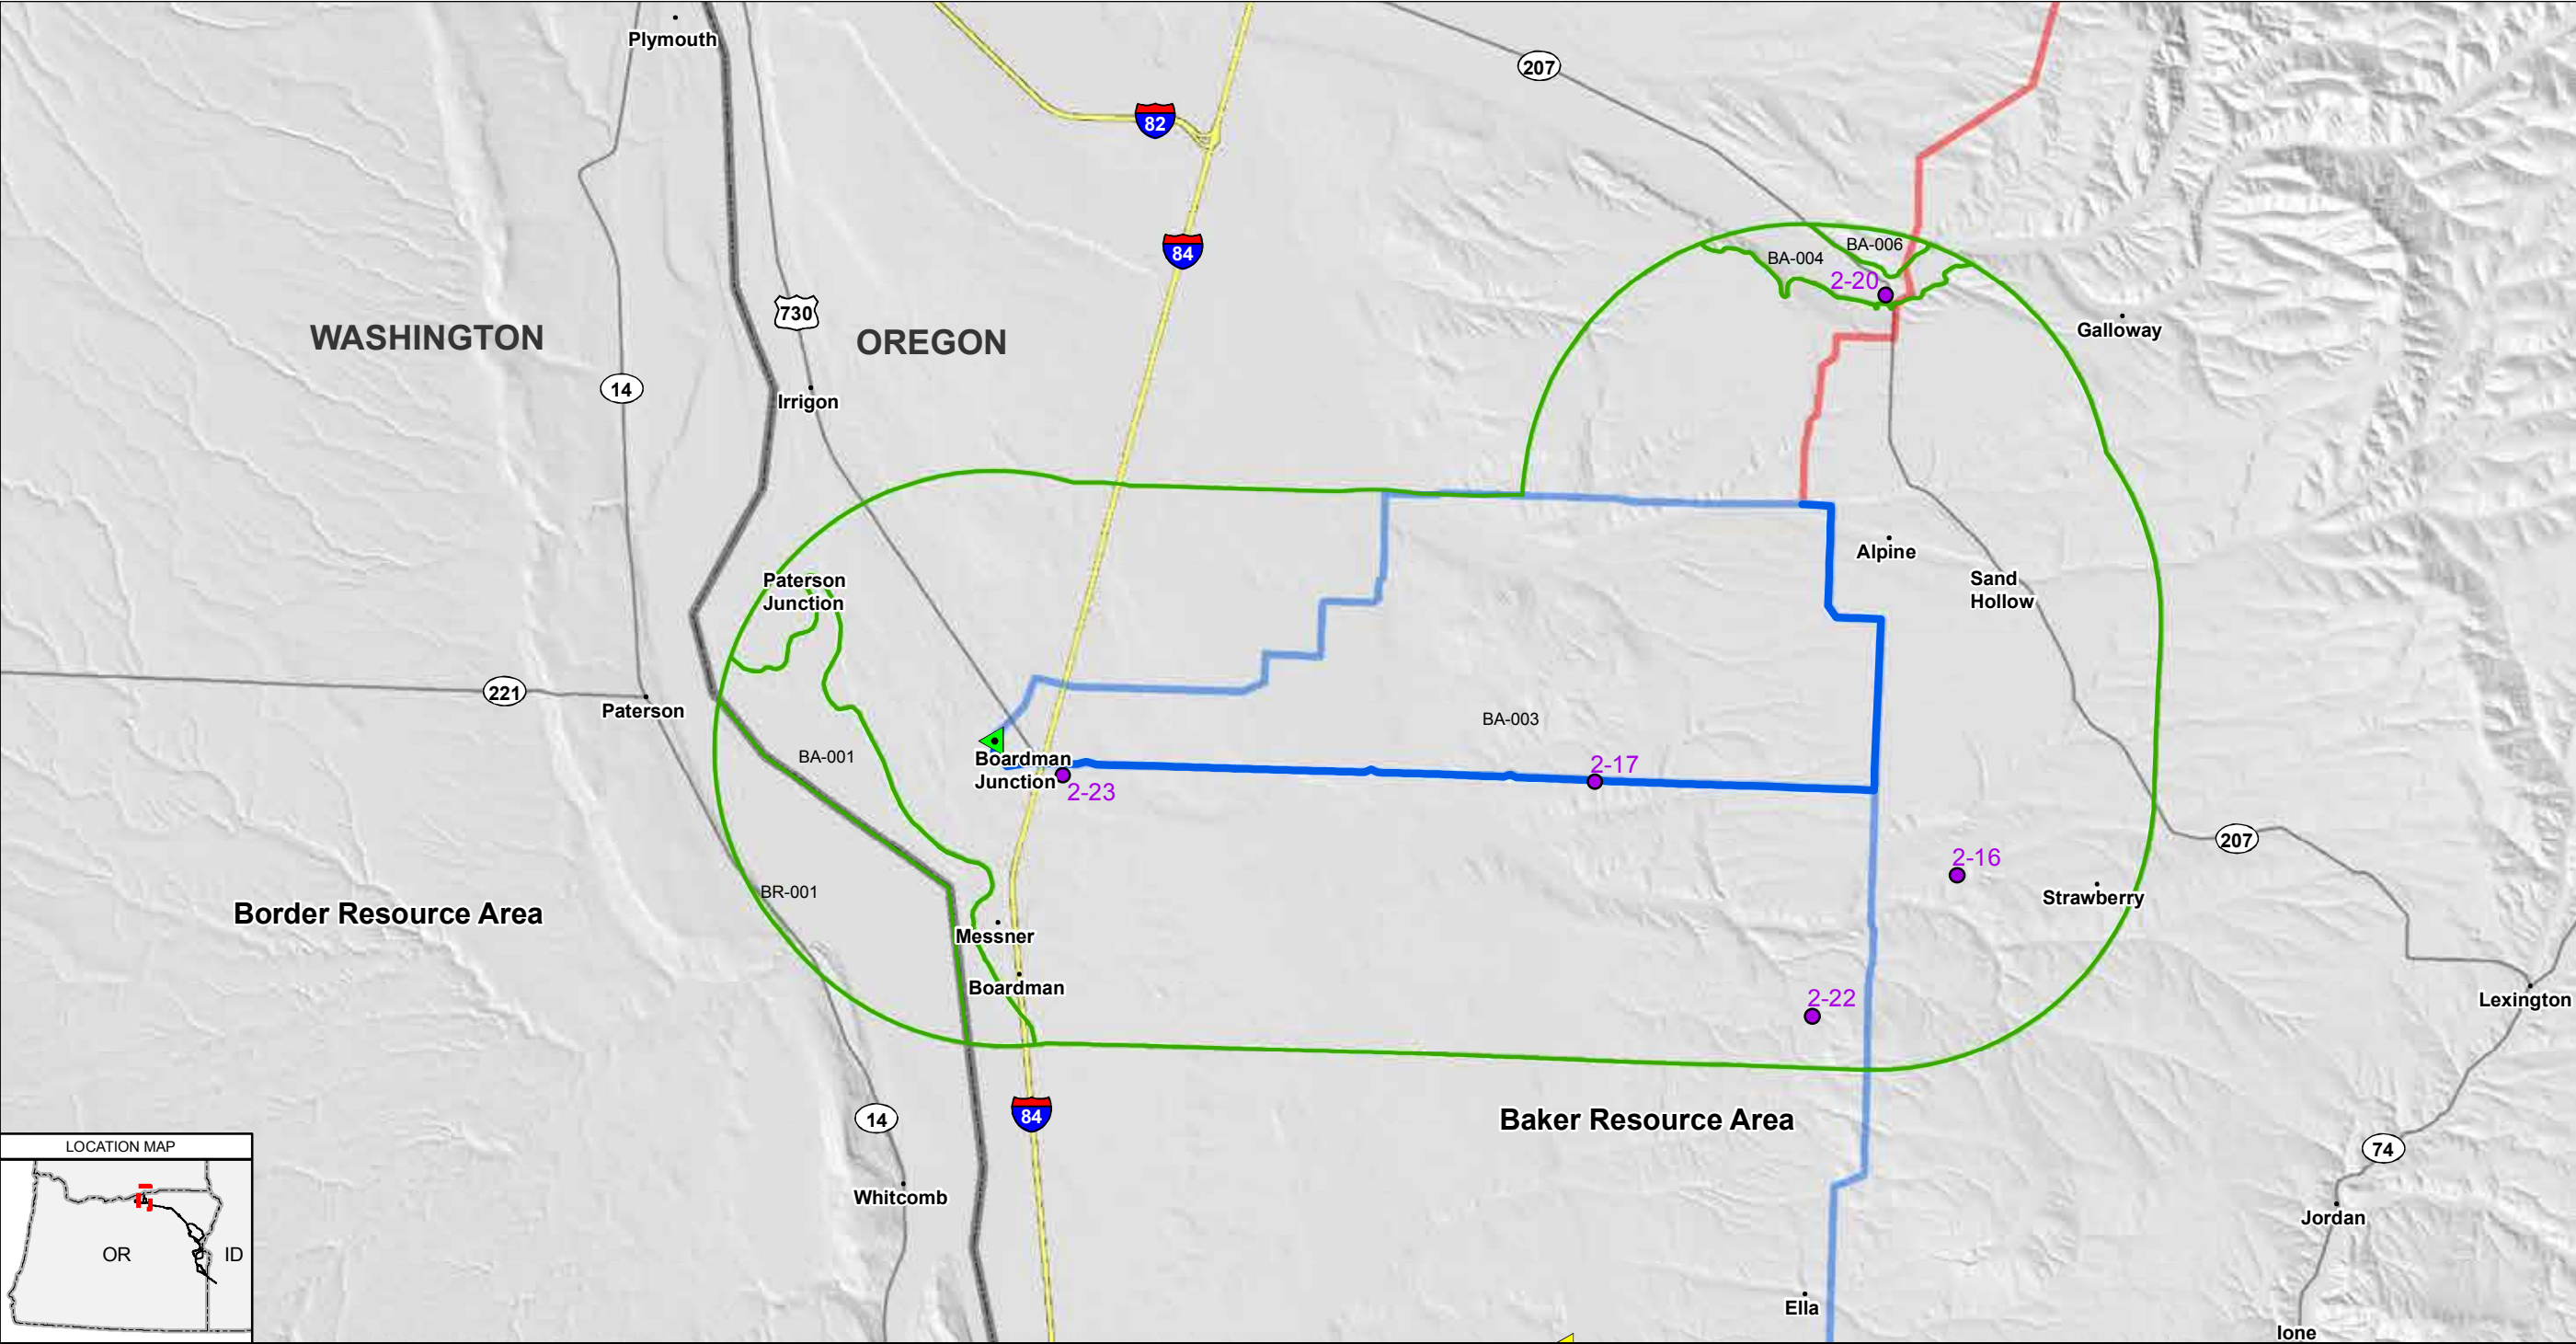 Plymouth
207
82
84
BA-006
BA-004
2-20
730
Galloway
WASHINGTON
OREGON
14
Irrigon
Alpine
Paterson
Junction
Sand
Hollow
221
Paterson
BA-003
BA-001
Boardman
Junction
2-17
2-23
207
2-16
BR-001
Strawberry
Border Resource Area
Messner
Boardman
2-22
Lexington
84
14
Baker Resource Area
LOCATION MAP
74
Whitcomb
Jordan
OR
ID
Ella
Ione